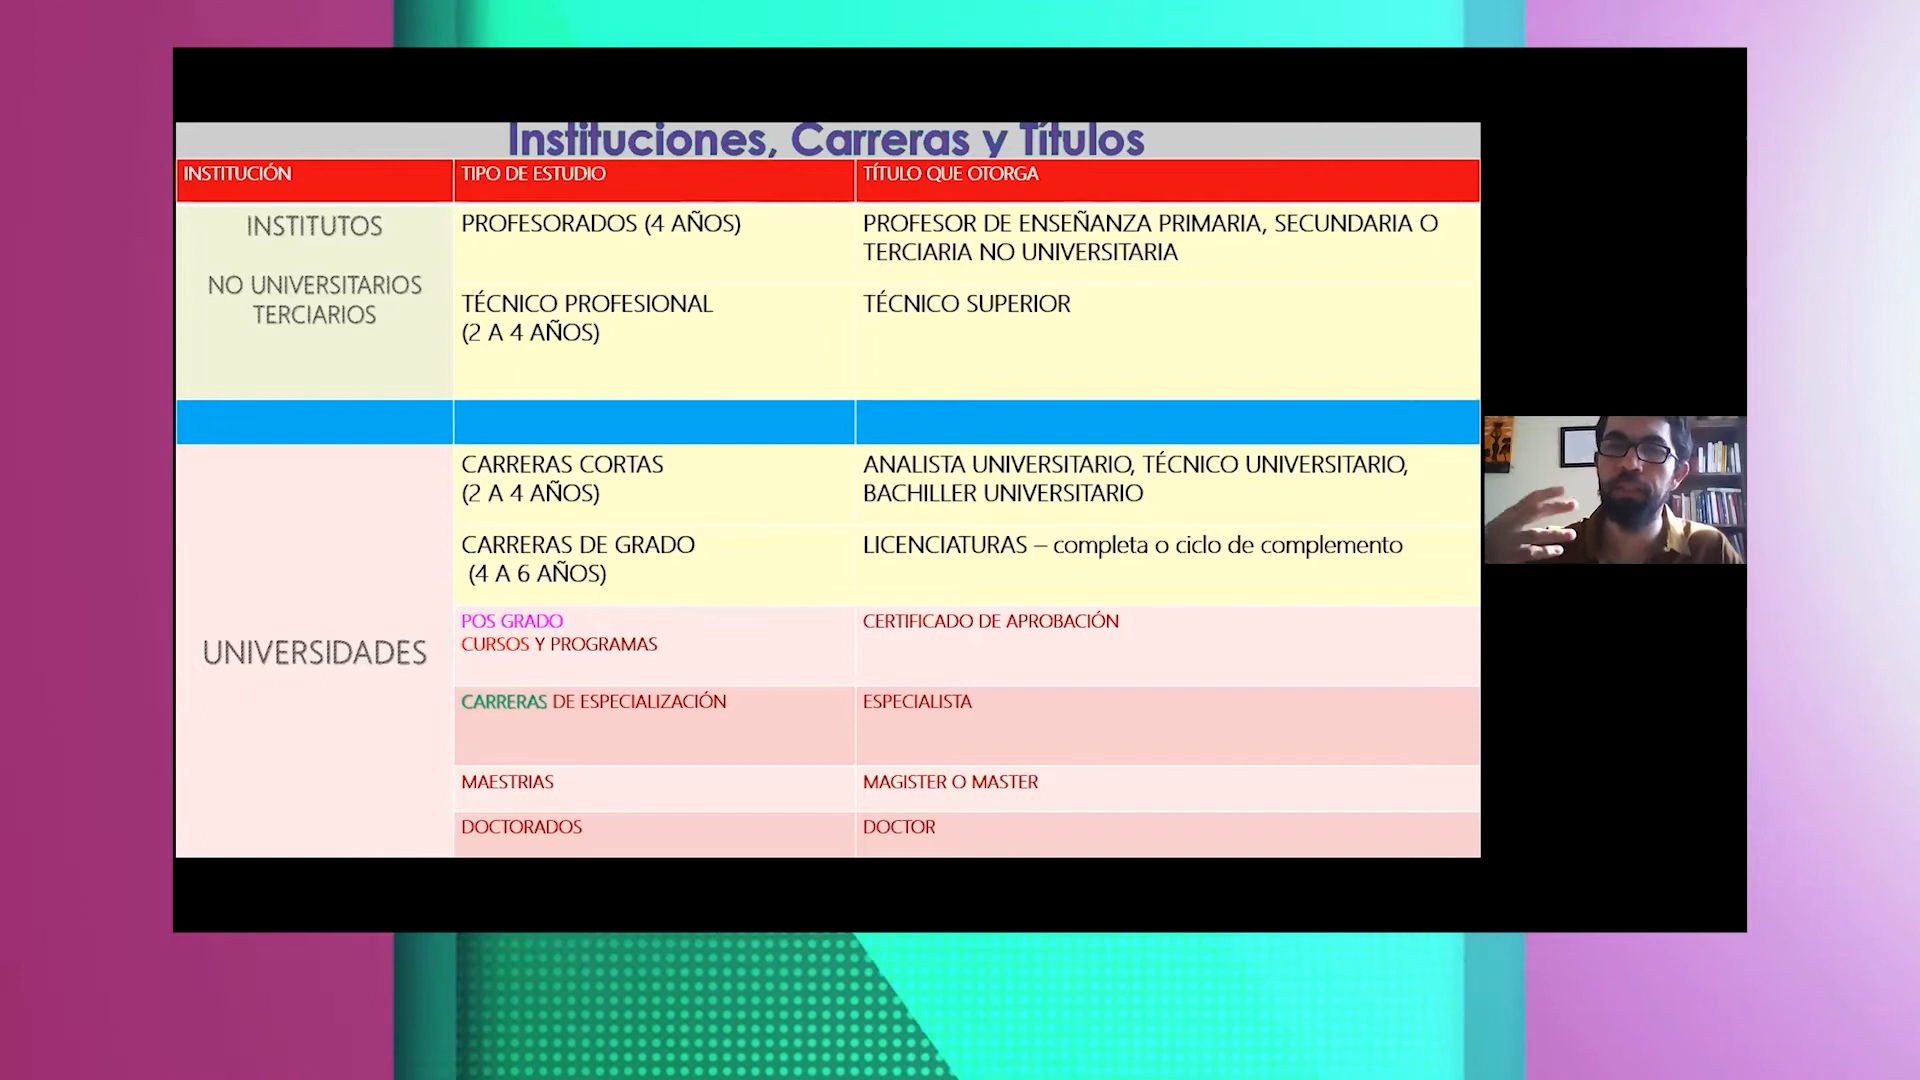 Instituciones, Carreras y Títulos
INSTITUCIÓN
TIPO DE ESTUDIO
TÍTULO QUE OTORGA
INSTITUTOS
NO UNIVERSITARIOS
TERCIARIOS
PROFESORADOS (4 AÑOS)
PROFESOR DE ENSEÑANZA PRIMARIA, SECUNDARIA O
TERCIARIA NO UNIVERSITARIA
TÉCNICO PROFESIONAL
(2 A 4 AÑOS)
TÉCNICO SUPERIOR
UNIVERSIDADES
CARRERAS CORTAS
(2 A 4 AÑOS)
ANALISTA UNIVERSITARIO, TÉCNICO UNIVERSITARIO,
BACHILLER UNIVERSITARIO
CARRERAS DE GRADO
(4 A 6 AÑOS)
LICENCIATURAS – completa o ciclo de complemento
POS GRADO
CURSOS Y PROGRAMAS
CERTIFICADO DE APROBACIÓN
CARRERAS DE ESPECIALIZACIÓN
ESPECIALISTA
MAESTRIAS
MAGISTER O MASTER
DOCTORADOS
DOCTOR